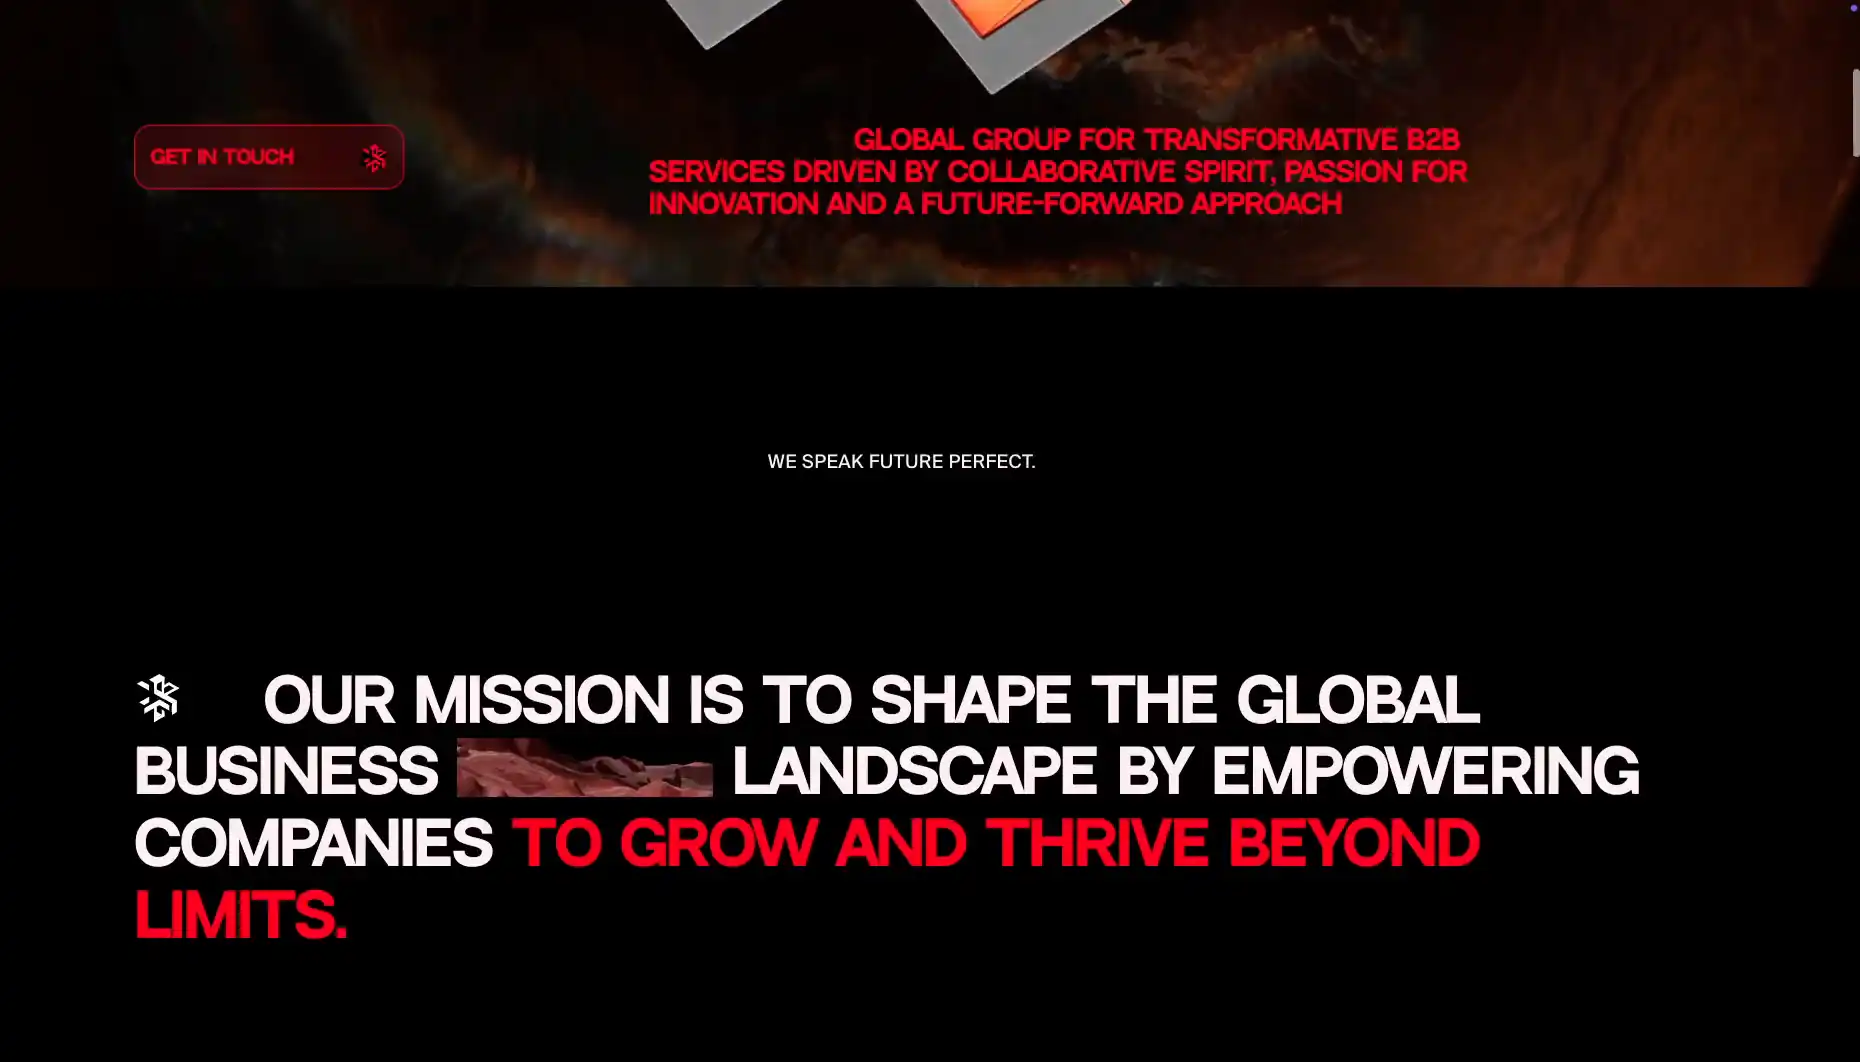 GET IN TOUCH
GLOBAL GROUP FOR TRANSFORMATIVE B2B
SERVICES DRIVEN BY COLLABORATIVE SPIRIT, PASSION FOR
INNOVATION AND A FUTURE-FORWARD APPROACH
WE SPEAK FUTURE PERFECT.
OUR MISSION IS TO SHAPE THE GLOBAL
BUSINESS LANDSCAPE BY EMPOWERING
COMPANIES TO GROW AND THRIVE BEYOND
LIMITS.